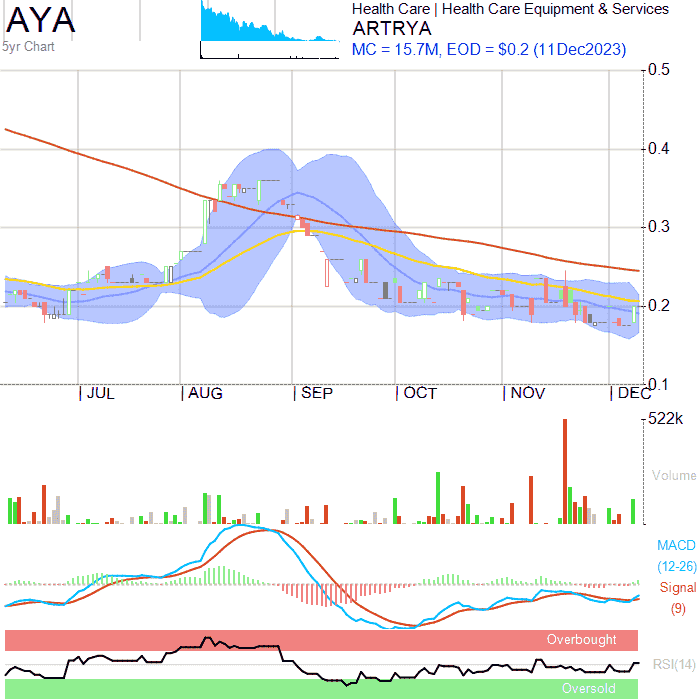 AYA
5yr Chart
Health Care | Health Care Equipment & Services
ARTRYA
MC = 15.7M, EOD = $0.2 (11Dec2023)
0.5
0.4
0.3
0.2
0.1
JUL AUG SEP OCT NOV DEC
522k
Volume
MACD
(12-26)
Signal
(9)
Overbought
RSI(14)
Oversold